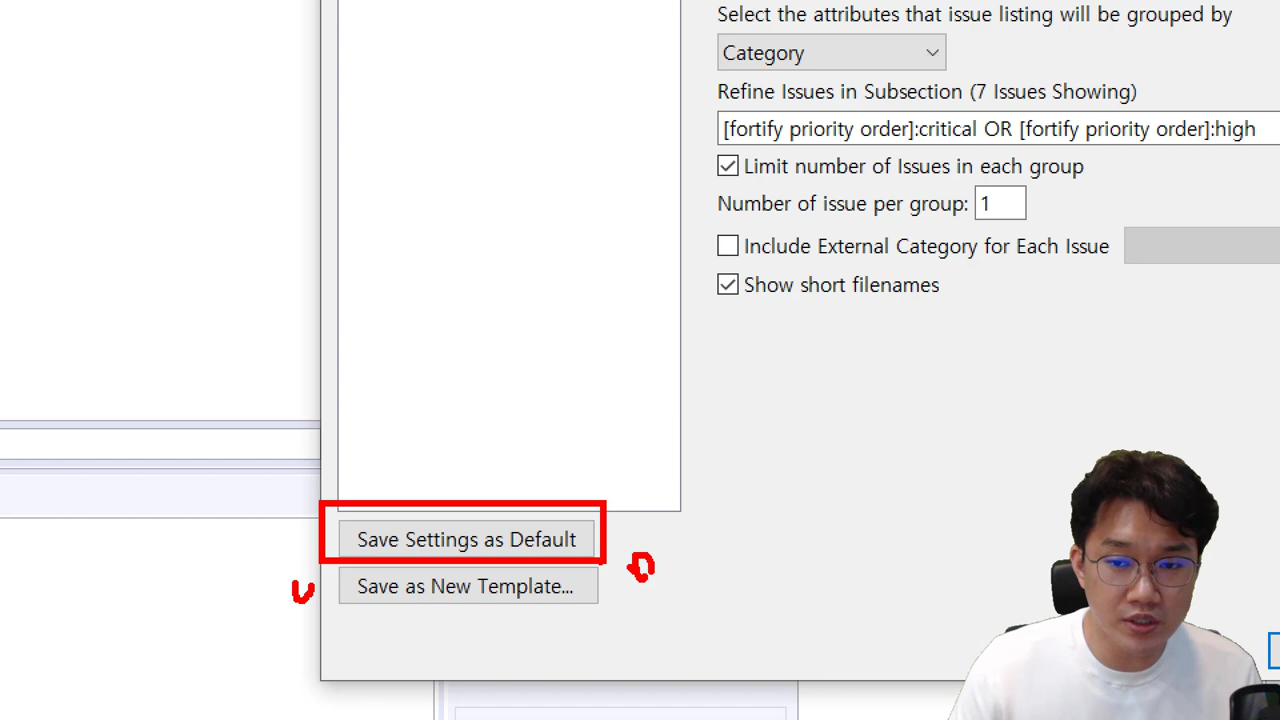 Select the attributes that issue listing will be grouped by
Category
Refine Issues in Subsection (7 Issues Showing)
[fortify priority order]:critical OR [fortify priority order]:high
Limit number of Issues in each group
Number of issue per group: 1
Include External Category for Each Issue
Show short filenames
Save Settings as Default
Save as New Template...